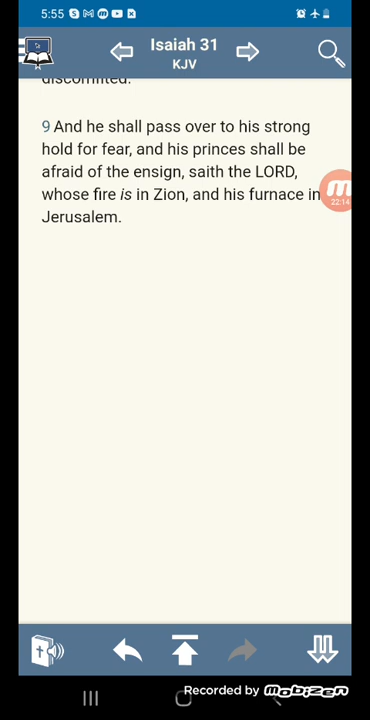 5:55
Isaiah 31
KJV
discomfited.
9 And he shall pass over to his strong
hold for fear, and his princes shall be
afraid of the ensign, saith the LORD,
whose fire is in Zion, and his furnace in
Jerusalem.
22:14
Recorded by mobizen